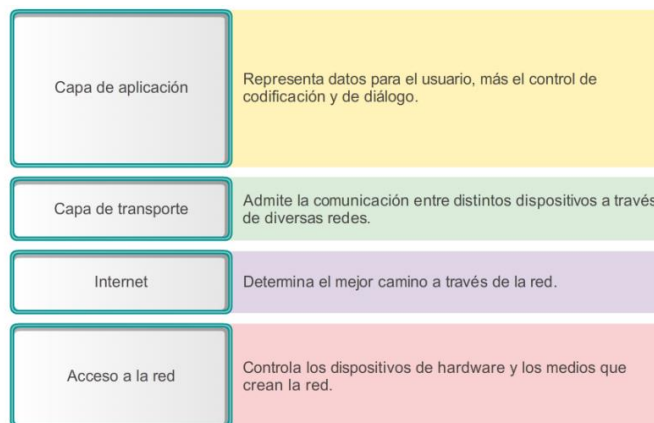 Capa de aplicación
Representa datos para el usuario, más el control de
codificación y de diálogo.
Capa de transporte
Admite la comunicación entre distintos dispositivos a través
de diversas redes.
Internet
Determina el mejor camino a través de la red.
Acceso a la red
Controla los dispositivos de hardware y los medios que
crean la red.